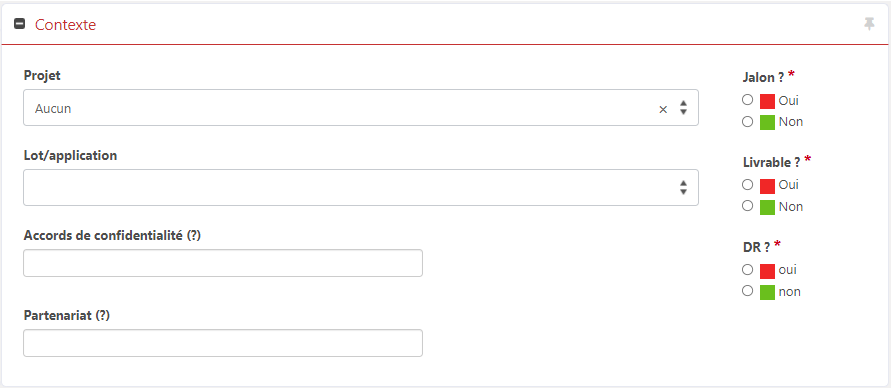 Contexte
Projet
Aucun
Lot/application
Accords de confidentialité (?)
Partenariat (?)
Jalon ? *
Oui
Non
Livrable ? *
Oui
Non
DR ? *
oui
non